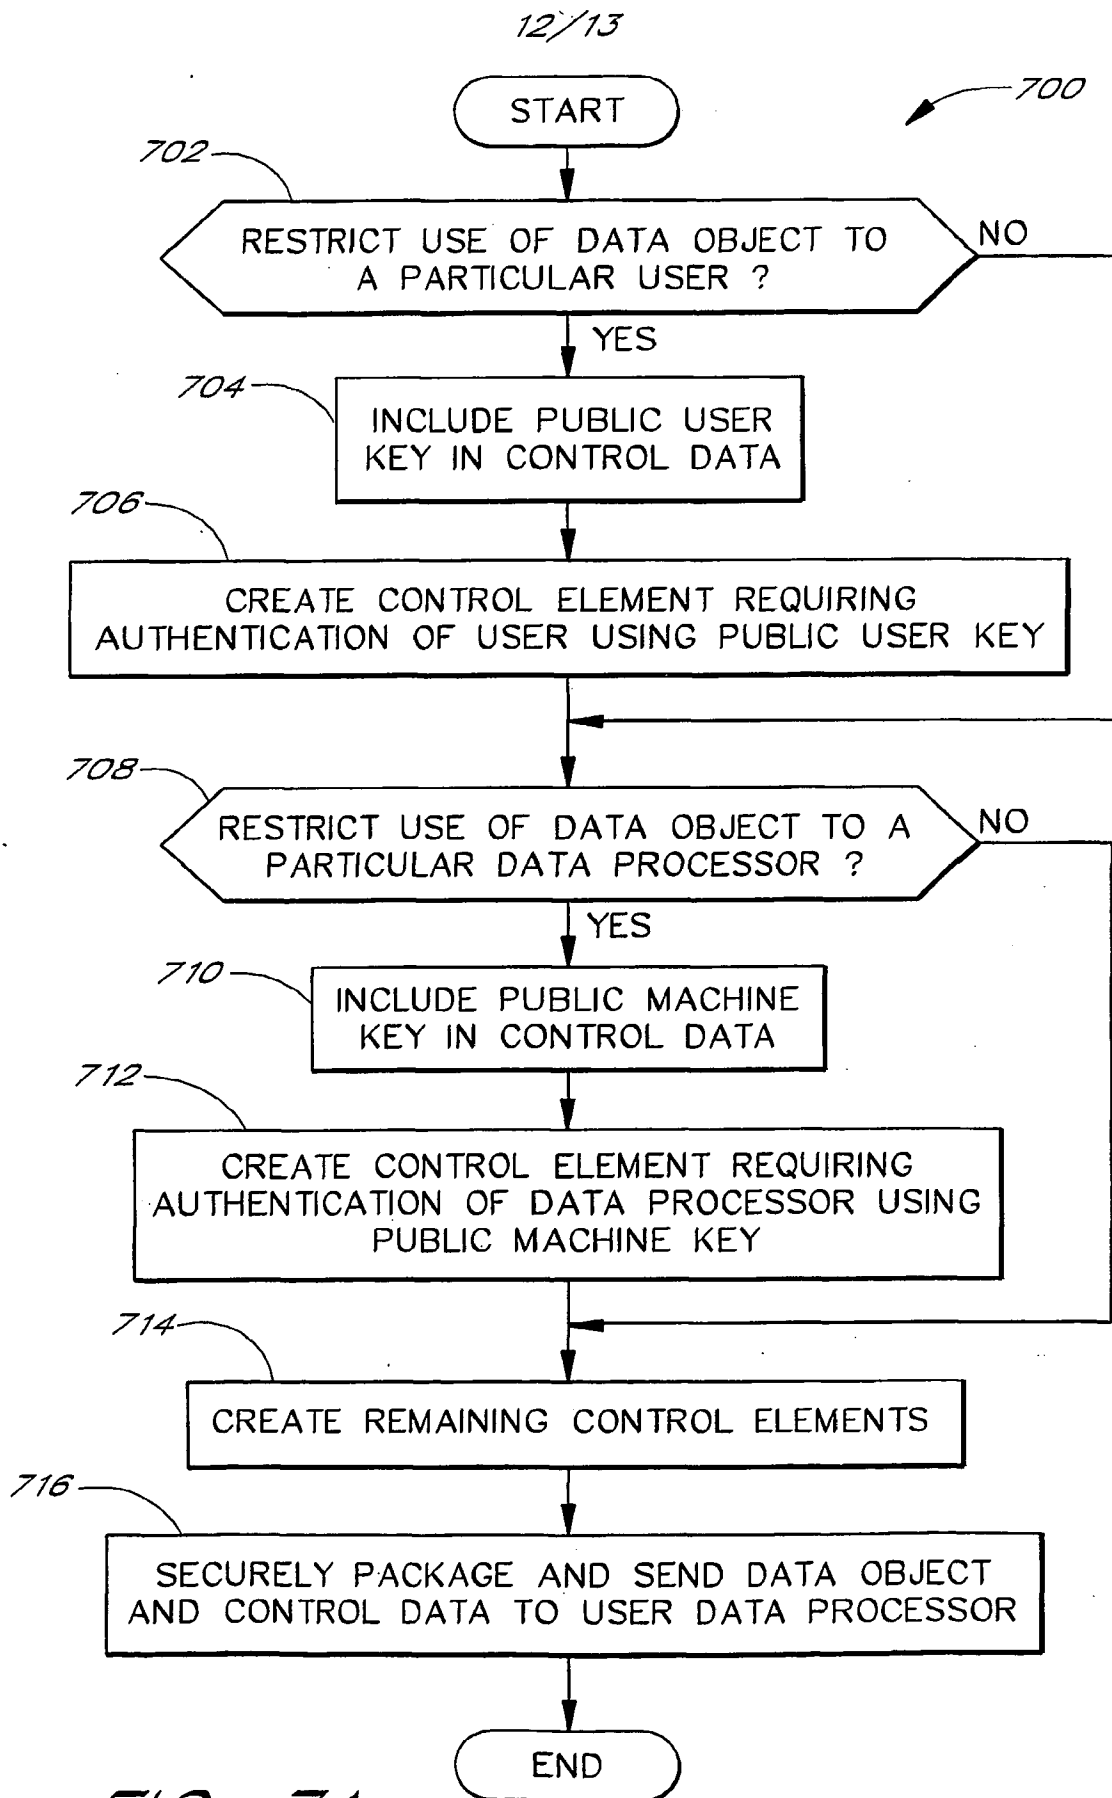 12/13
START
700
702
RESTRICT USE OF DATA OBJECT TO
A PARTICULAR USER ?
NO
YES
704
INCLUDE PUBLIC USER
KEY IN CONTROL DATA
706
CREATE CONTROL ELEMENT REQUIRING
AUTHENTICATION OF USER USING PUBLIC USER KEY
708
RESTRICT USE OF DATA OBJECT TO A
PARTICULAR DATA PROCESSOR ?
NO
YES
710
INCLUDE PUBLIC MACHINE
KEY IN CONTROL DATA
712
CREATE CONTROL ELEMENT REQUIRING
AUTHENTICATION OF DATA PROCESSOR USING
PUBLIC MACHINE KEY
714
CREATE REMAINING CONTROL ELEMENTS
716
SECURELY PACKAGE AND SEND DATA OBJECT
AND CONTROL DATA TO USER DATA PROCESSOR
END